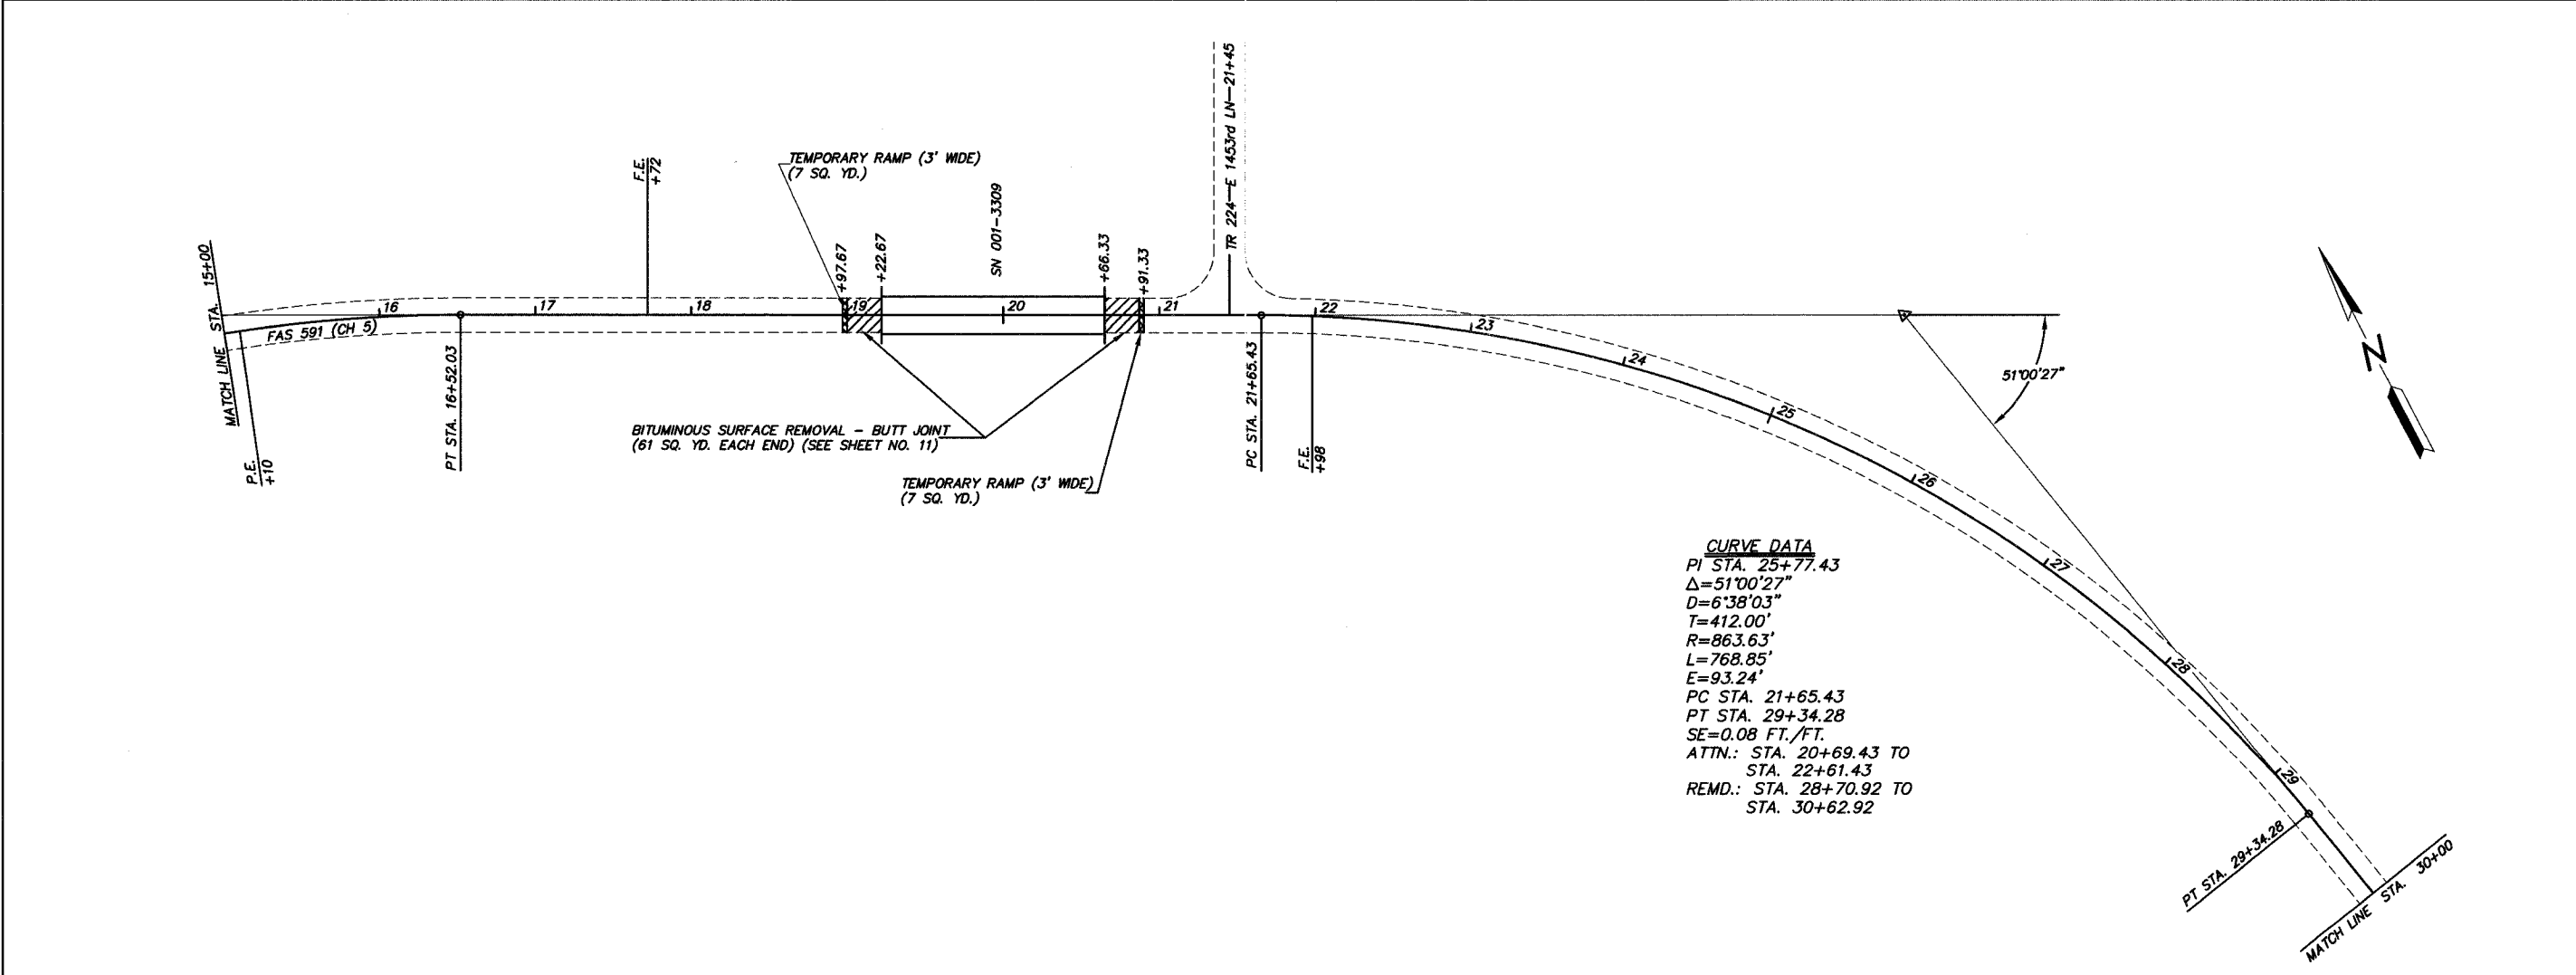 MATCH LINE STA. 15+00
FAS 591 (CH 5)
P.E.
+10
16
PT STA. 16+52.03
17
F.E.
+72
18
TEMPORARY RAMP (3' WIDE)
(7 SQ. YD.)
+97.67
19
+22.67
SN 001-3309
20
+66.33
+91.33
21
BITUMINOUS SURFACE REMOVAL - BUTT JOINT
(61 SQ. YD. EACH END) (SEE SHEET NO. 11)
TEMPORARY RAMP (3' WIDE)
(7 SQ. YD.)
TR 224-E 1453rd LN-21+45
PC STA. 21+65.43
F.E.
+98
22
23
24
25
26
27
28
29
51°00'27"
N
CURVE DATA
PI STA. 25+77.43
Δ=51°00'27"
D=6°38'03"
T=412.00'
R=863.63'
L=768.85'
E=93.24'
PC STA. 21+65.43
PT STA. 29+34.28
SE=0.08 FT./FT.
ATTN.: STA. 20+69.43 TO
STA. 22+61.43
REMD.: STA. 28+70.92 TO
STA. 30+62.92
PT STA. 29+34.28
MATCH LINE STA. 30+00